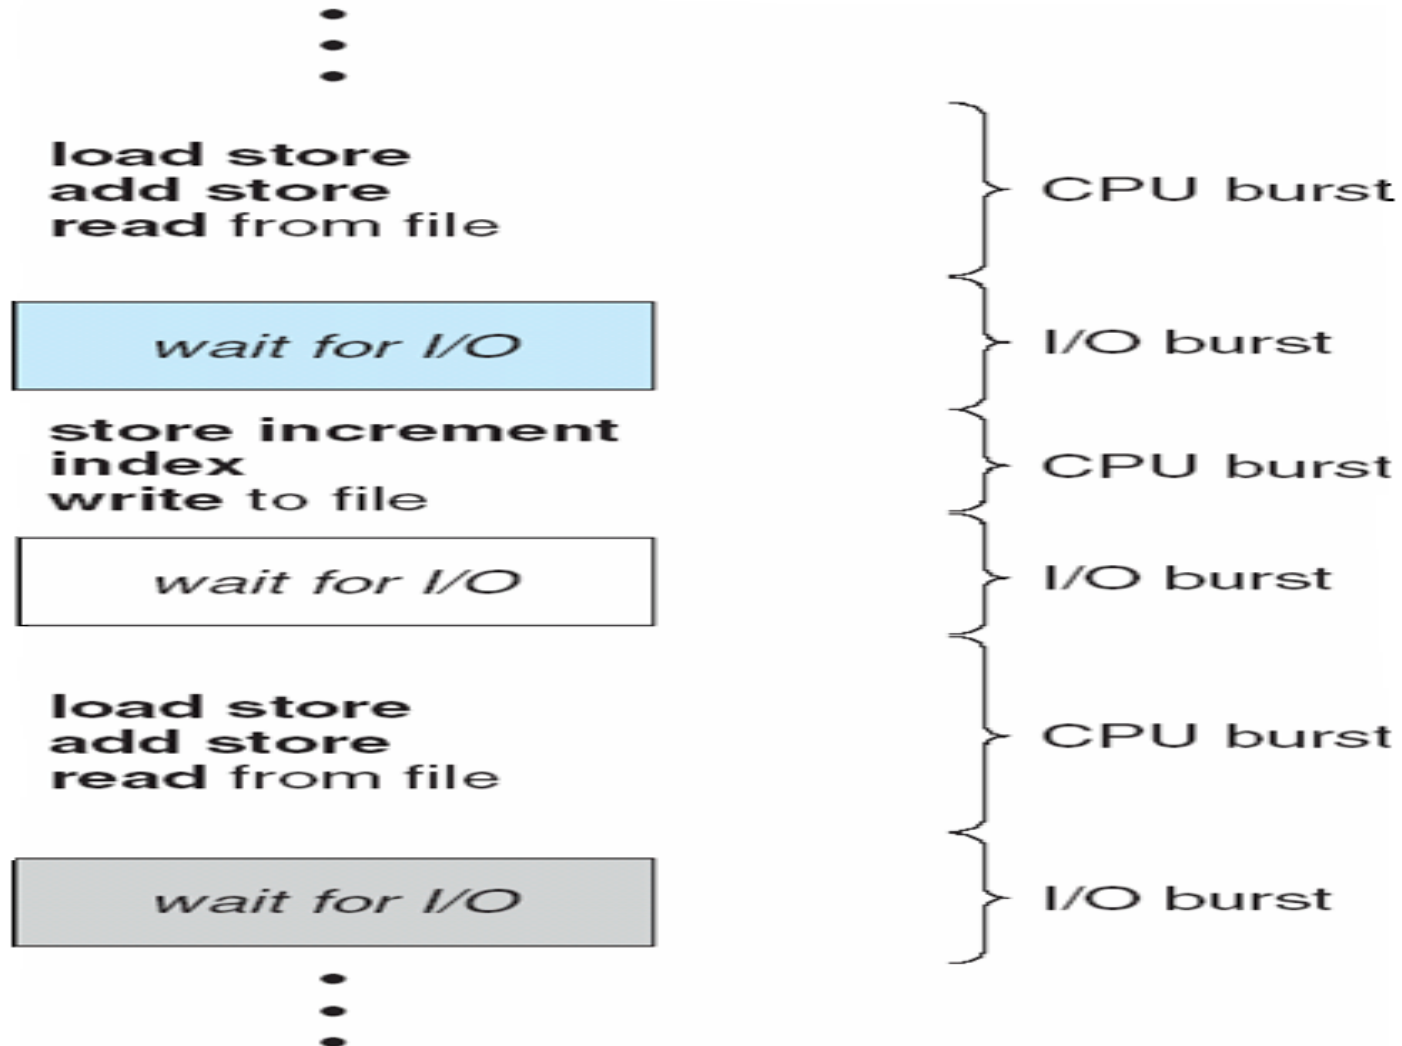 load store
add store
read from file
CPU burst
wait for I/O
I/O burst
store increment
index
write to file
CPU burst
wait for I/O
I/O burst
load store
add store
read from file
CPU burst
wait for I/O
I/O burst